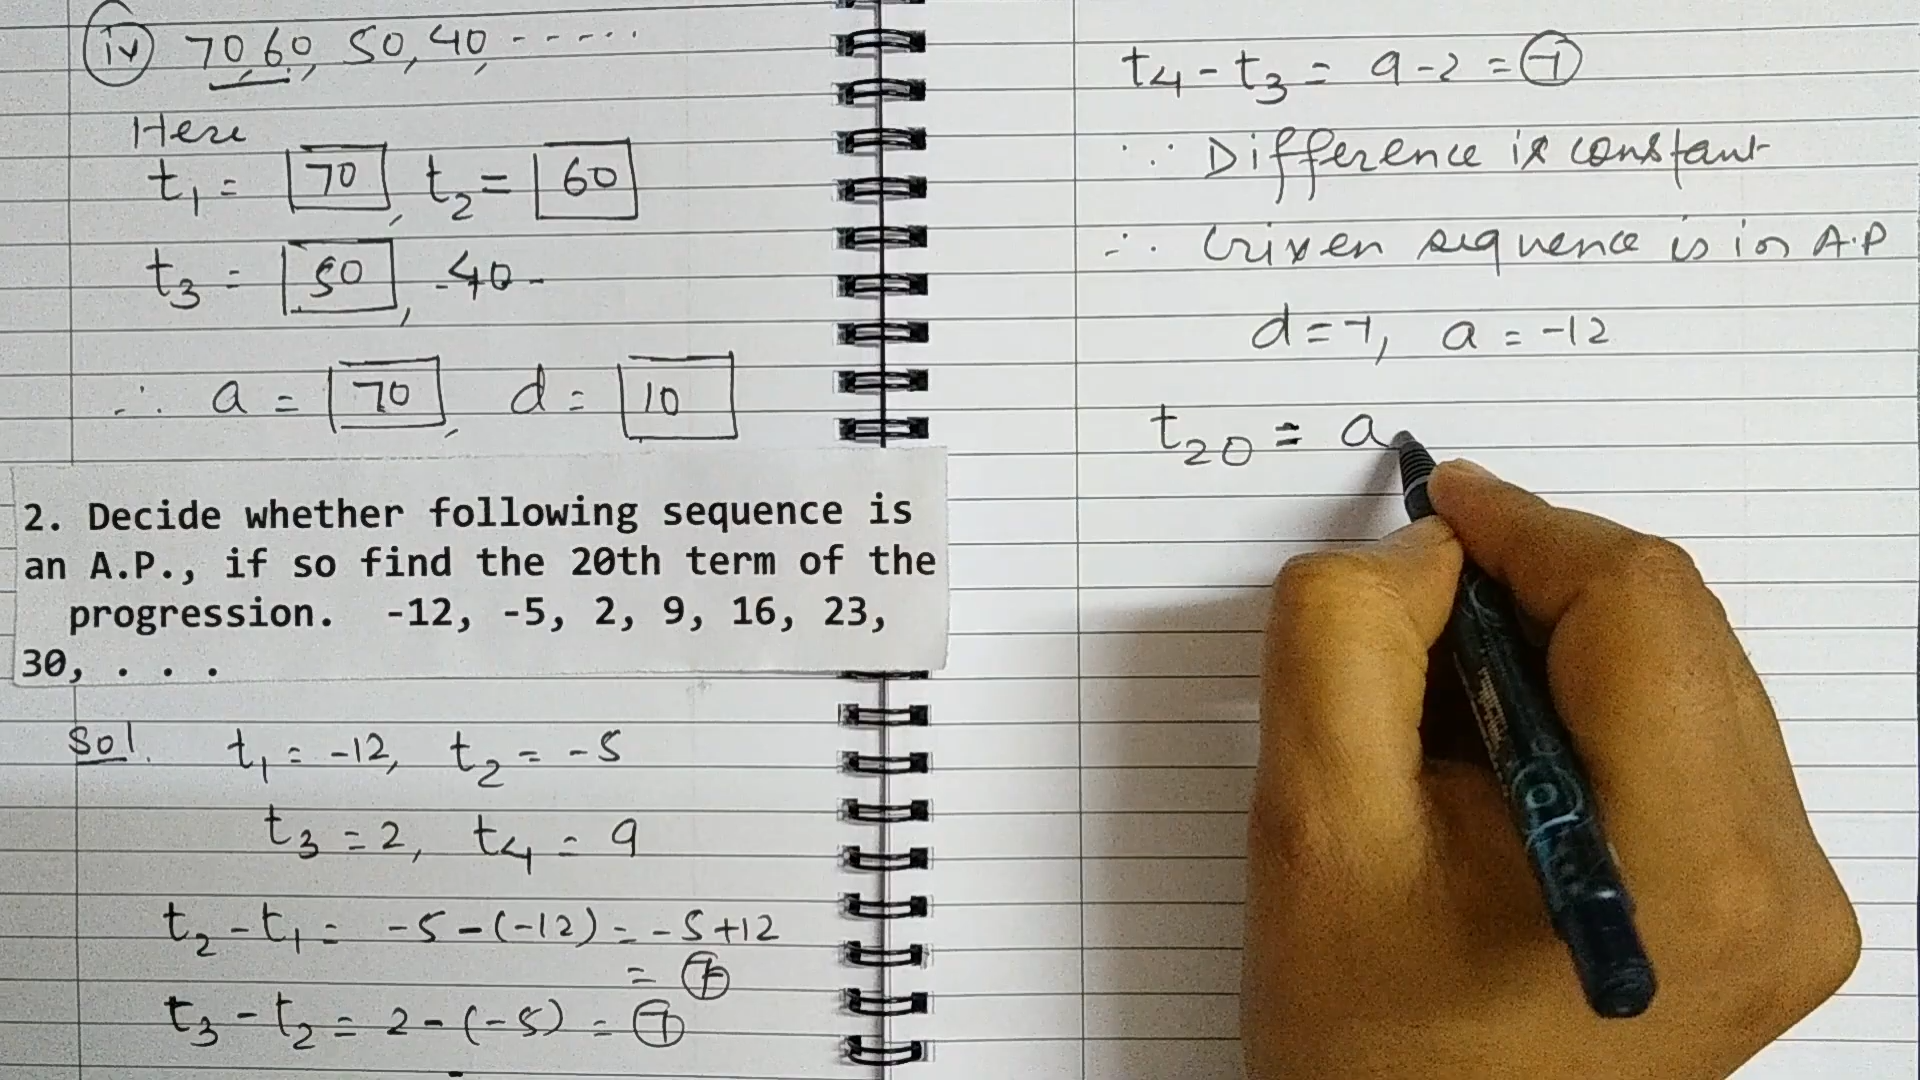 iv 70, 60, 50, 40, -----
Here
t1 = 70, t2 = 60
t3 = 50, 40 -
∴ a = 70, d = 10
2. Decide whether following sequence is
an A.P., if so find the 20th term of the
progression. -12, -5, 2, 9, 16, 23,
30, . . .
Sol. t1 = -12, t2 = -5
t3 = 2, t4 = 9
t2 - t1 = -5 - (-12) = -5 + 12
= 7
t3 - t2 = 2 - (-5) = 7
t4 - t3 = 9 - 2 = 7
∵ Difference is constant
∴ Given sequence is in A.P
d = 7, a = -12
t20 = a